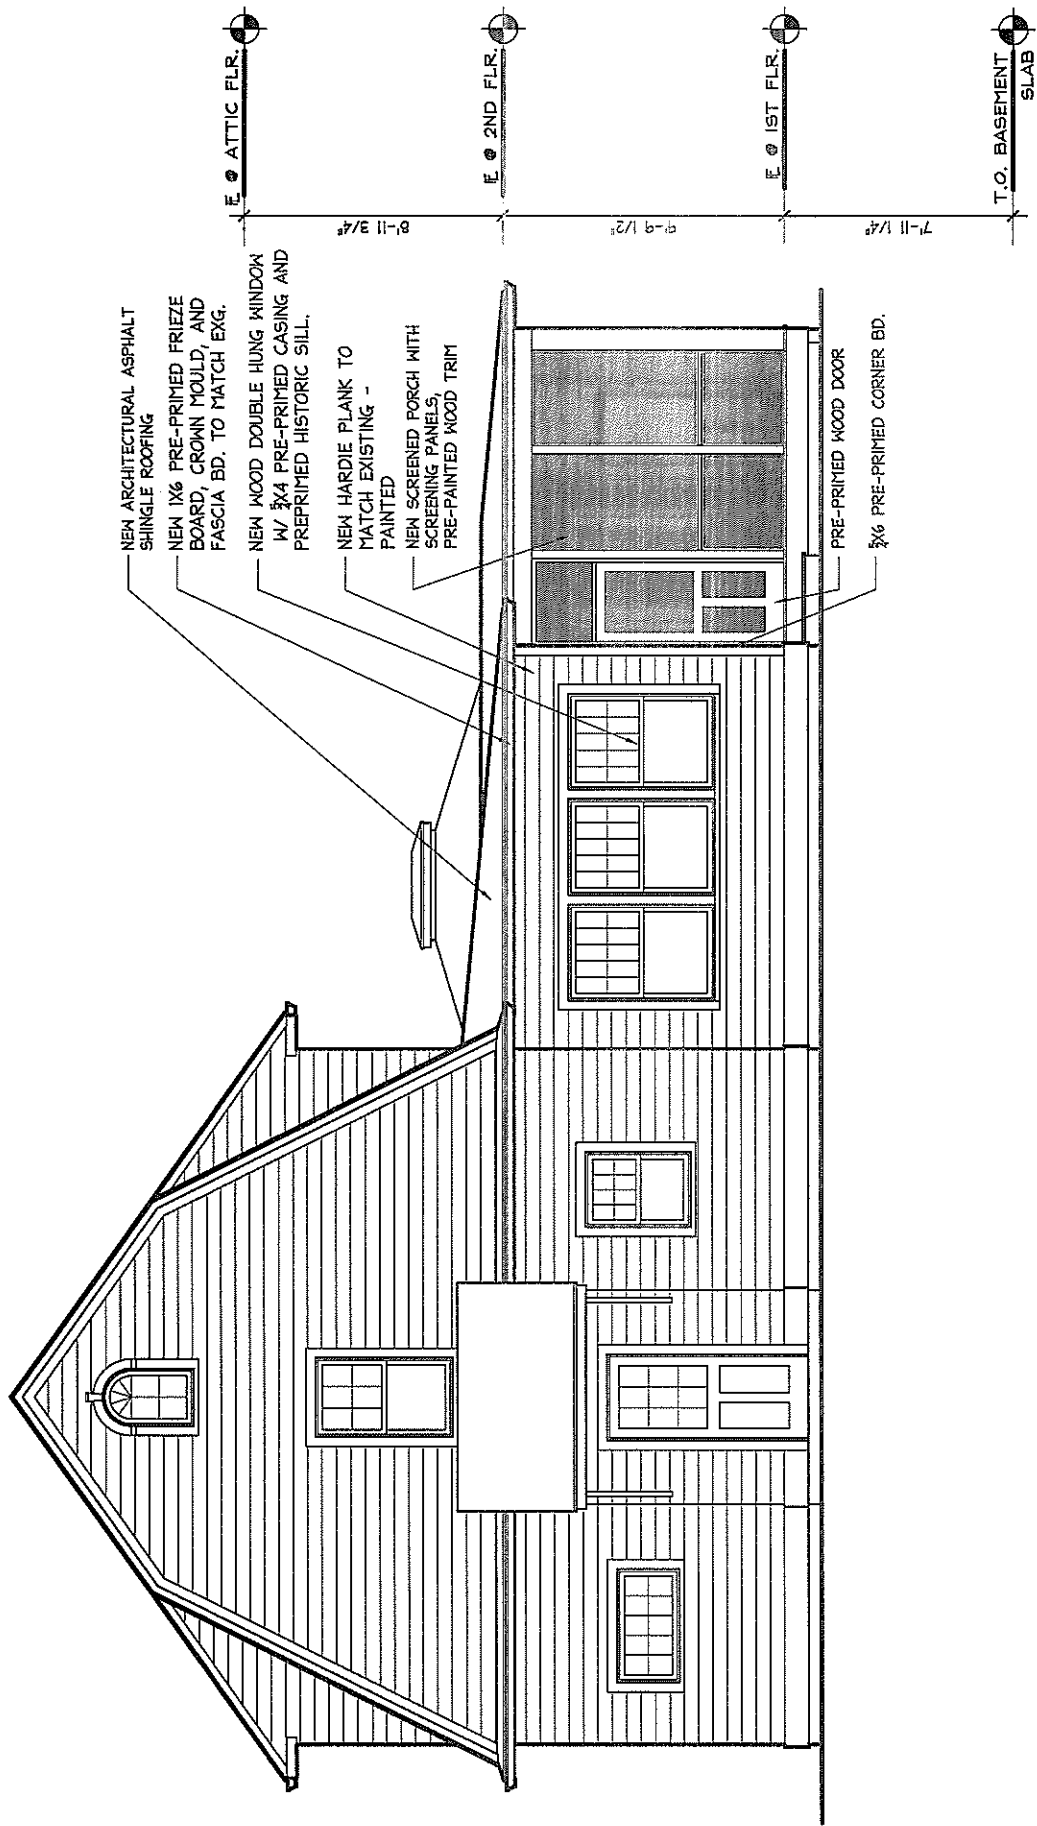 NEW ARCHITECTURAL ASPHALT
SHINGLE ROOFING
NEW 1X6 PRE-PRIMED FRIEZE
BOARD, CROWN MOULD, AND
FASCIA BD. TO MATCH EXG.
NEW WOOD DOUBLE HUNG WINDOW
W/ 5/4X4 PRE-PRIMED CASING AND
PREPRIMED HISTORIC SILL.
NEW HARDIE PLANK TO
MATCH EXISTING -
PAINTED
NEW SCREENED PORCH WITH
SCREENING PANELS,
PRE-PAINTED WOOD TRIM
PRE-PRIMED WOOD DOOR
5/4X6 PRE-PRIMED CORNER BD.
F @ ATTIC FLR.
8'-11 3/4"
F @ 2ND FLR.
9'-9 1/2"
F @ 1ST FLR.
7'-11 1/4"
T.O. BASEMENT
SLAB